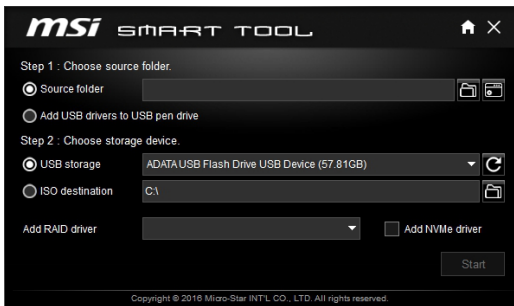 msi SMART TOOL
Step 1 : Choose source folder.
Source folder
Add USB drivers to USB pen drive
Step 2 : Choose storage device.
USB storage ADATA USB Flash Drive USB Device (57.81GB)
ISO destination C:\
Add RAID driver Add NVMe driver
Start
Copyright © 2016 Micro-Star INT'L CO., LTD. All rights reserved.